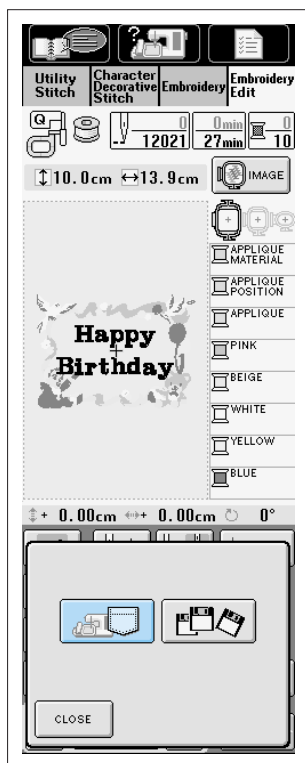 Utility
Stitch
Character
Decorative
Stitch
Embroidery
Embroidery
Edit
Q
0
12021
0min
27min
0
10
10.0cm 13.9cm
IMAGE
APPLIQUE
MATERIAL
APPLIQUE
POSITION
APPLIQUE
PINK
BEIGE
WHITE
YELLOW
BLUE
Happy
Birthday
+ 0.00cm + 0.00cm 0°
CLOSE